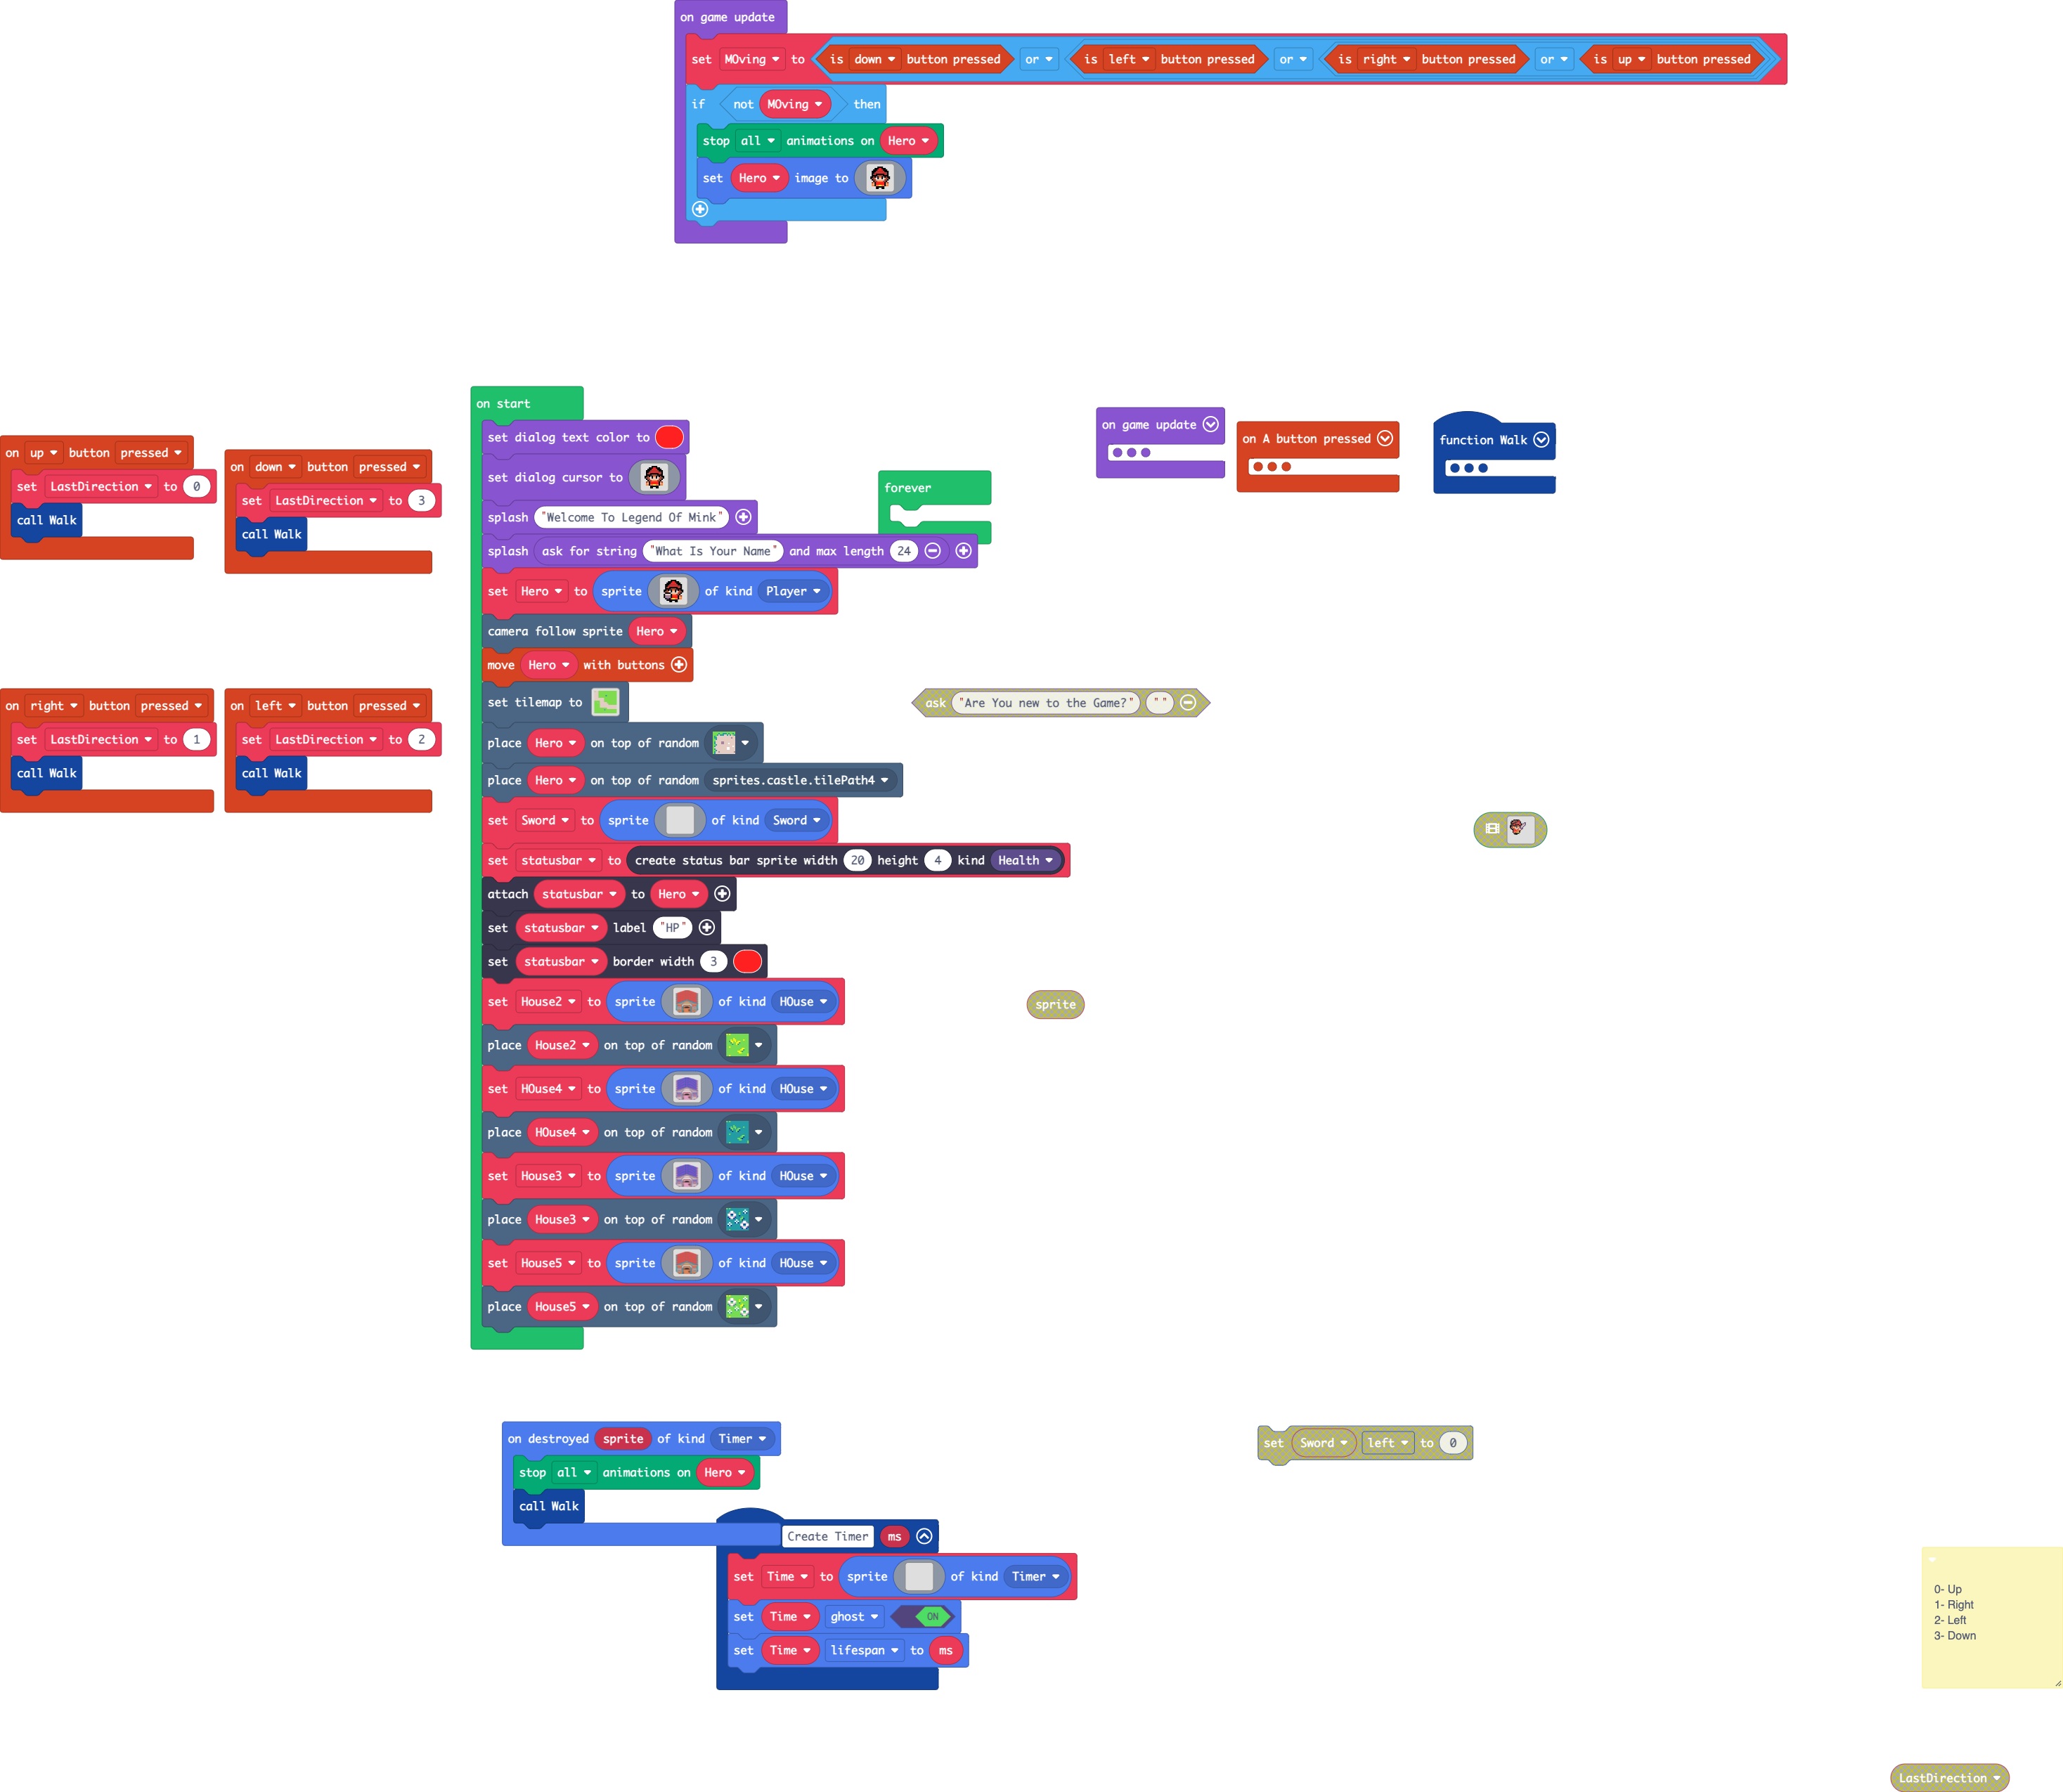 on game update
set MOving to is down button pressed or is left button pressed or is right button pressed or is up button pressed
if not MOving then
stop all animations on Hero
set Hero image to
on start
set dialog text color to
set dialog cursor to
splash "Welcome To Legend Of Mink"
splash ask for string "What Is Your Name" and max length 24
set Hero to sprite of kind Player
camera follow sprite Hero
move Hero with buttons
set tilemap to
place Hero on top of random
place Hero on top of random sprites.castle.tilePath4
set Sword to sprite of kind Sword
set statusbar to create status bar sprite width 20 height 4 kind Health
attach statusbar to Hero
set statusbar label "HP"
set statusbar border width 3
set House2 to sprite of kind HOuse
place House2 on top of random
set HOuse4 to sprite of kind HOuse
place HOuse4 on top of random
set House3 to sprite of kind HOuse
place House3 on top of random
set House5 to sprite of kind HOuse
place House5 on top of random
on up button pressed
set LastDirection to 0
call Walk
on down button pressed
set LastDirection to 3
call Walk
on right button pressed
set LastDirection to 1
call Walk
on left button pressed
set LastDirection to 2
call Walk
forever
on game update
on A button pressed
function Walk
ask "Are You new to the Game?" " "
sprite
on destroyed sprite of kind Timer
stop all animations on Hero
call Walk
Create Timer ms
set Time to sprite of kind Timer
set Time ghost ON
set Time lifespan to ms
set Sword left to 0
0- Up
1- Right
2- Left
3- Down
LastDirection